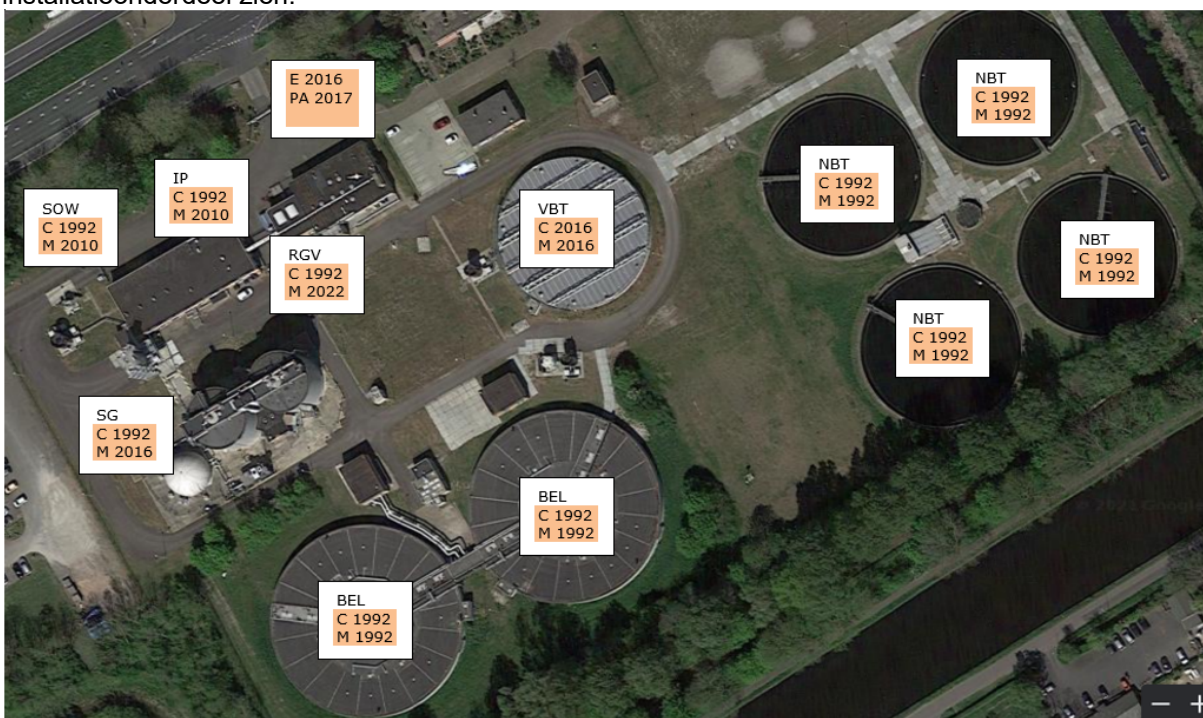 installatieonderdeel zien.
E 2016
PA 2017
NBT
C 1992
M 1992
NBT
C 1992
M 1992
IP
C 1992
M 2010
SOW
C 1992
M 2010
VBT
C 2016
M 2016
RGV
C 1992
M 2022
NBT
C 1992
M 1992
NBT
C 1992
M 1992
SG
C 1992
M 2016
BEL
C 1992
M 1992
BEL
C 1992
M 1992